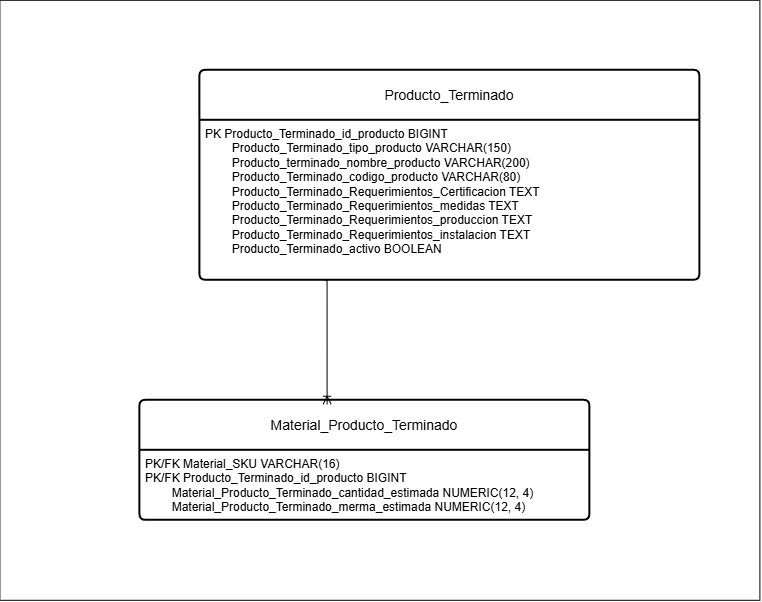 Producto_Terminado
PK Producto_Terminado_id_producto BIGINT
Producto_Terminado_tipo_producto VARCHAR(150)
Producto_terminado_nombre_producto VARCHAR(200)
Producto_Terminado_codigo_producto VARCHAR(80)
Producto_Terminado_Requerimientos_Certificacion TEXT
Producto_Terminado_Requerimientos_medidas TEXT
Producto_Terminado_Requerimientos_produccion TEXT
Producto_Terminado_Requerimientos_instalacion TEXT
Producto_Terminado_activo BOOLEAN
Material_Producto_Terminado
PK/FK Material_SKU VARCHAR(16)
PK/FK Producto_Terminado_id_producto BIGINT
Material_Producto_Terminado_cantidad_estimada NUMERIC(12, 4)
Material_Producto_Terminado_merma_estimada NUMERIC(12, 4)